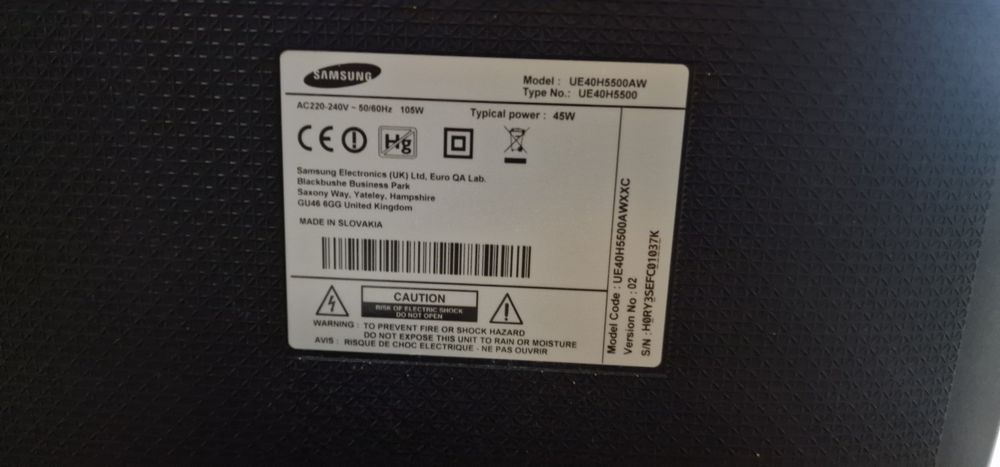 SAMSUNG
Model : UE40H5500AW
Type No.: UE40H5500
AC220-240V ~ 50/60Hz 105W
Typical power : 45W
CE
Hg
Samsung Electronics (UK) Ltd, Euro QA Lab.
Blackbushe Business Park
Saxony Way, Yateley, Hampshire
GU46 6GG United Kingdom
MADE IN SLOVAKIA
CAUTION
RISK OF ELECTRIC SHOCK
DO NOT OPEN
WARNING : TO PREVENT FIRE OR SHOCK HAZARD
DO NOT EXPOSE THIS UNIT TO RAIN OR MOISTURE
AVIS : RISQUE DE CHOC ELECTRIQUE - NE PAS OUVRIR
Model Code : UE40H5500AWXXC
Version No : 02
S/N : H0RY3SEFC01037K